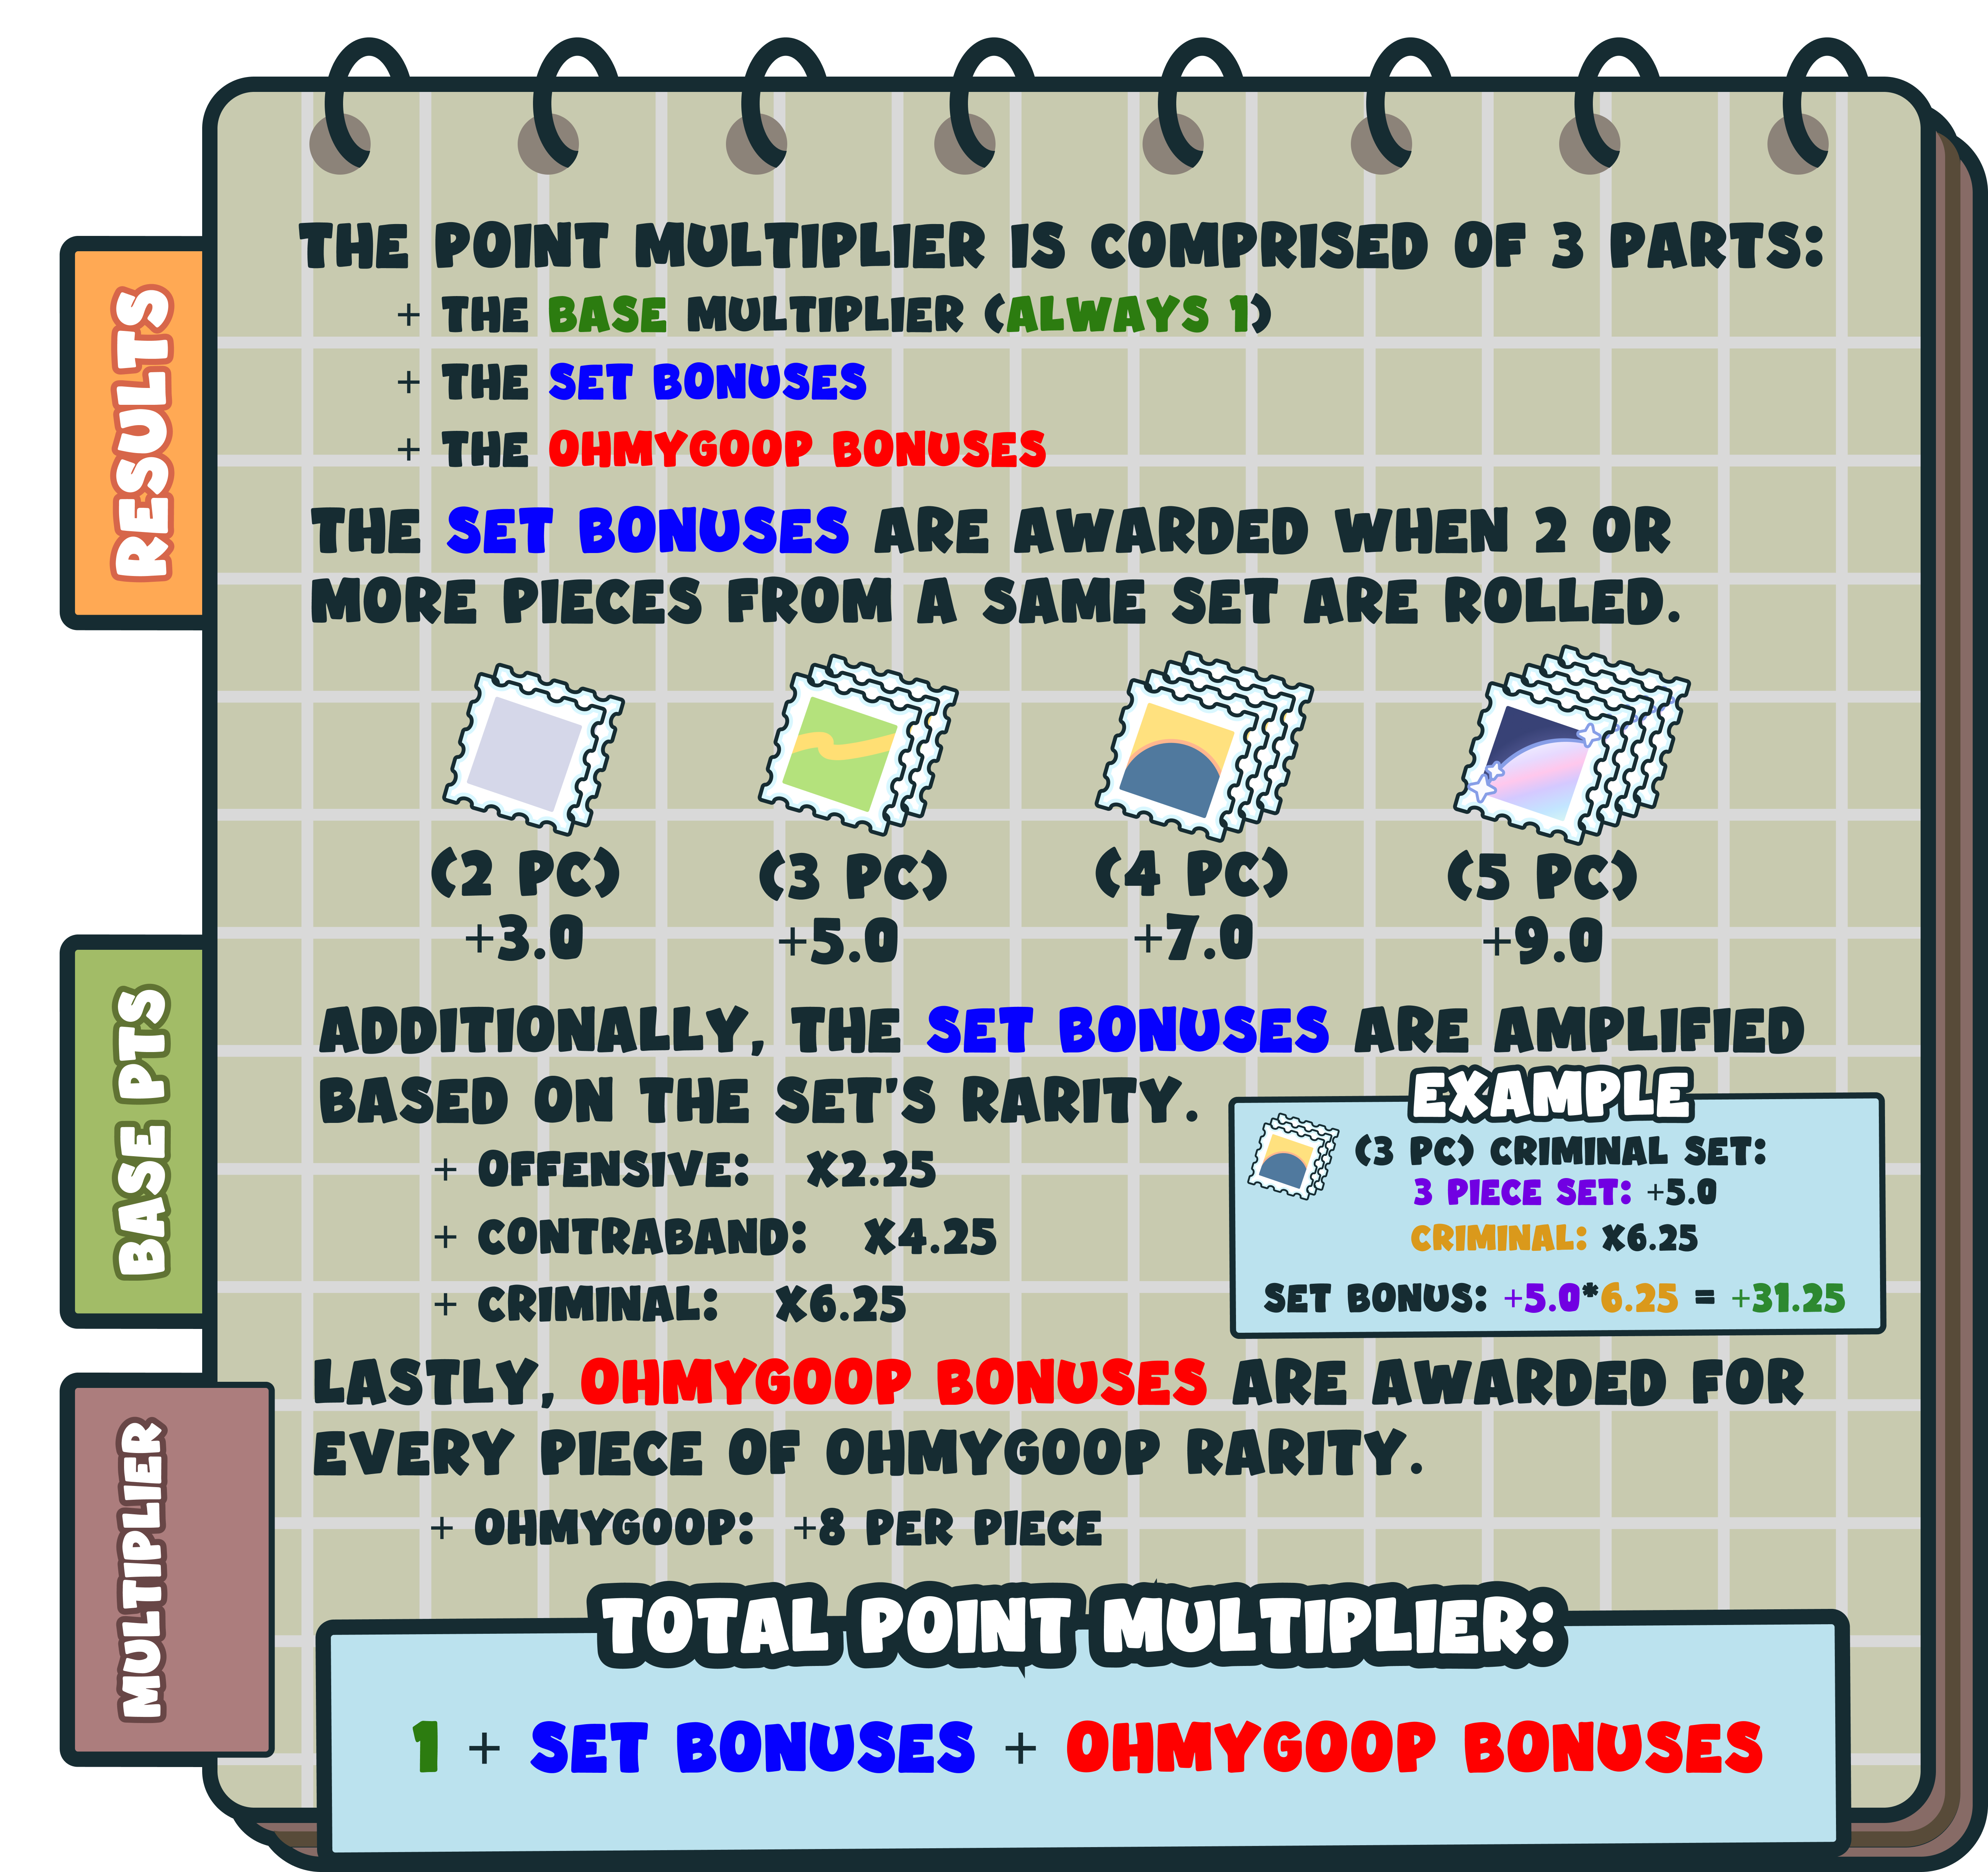 THE POINT MULTIPLIER IS COMPRISED OF 3 PARTS:
+ THE BASE MULTIPLIER (ALWAYS 1)
+ THE SET BONUSES
+ THE OHMYGOOP BONUSES
THE SET BONUSES ARE AWARDED WHEN 2 OR
MORE PIECES FROM A SAME SET ARE ROLLED.
(2 PC) (3 PC) (4 PC) (5 PC)
+3.0 +5.0 +7.0 +9.0
ADDITIONALLY, THE SET BONUSES ARE AMPLIFIED
BASED ON THE SET'S RARITY.
+ OFFENSIVE: X2.25
+ CONTRABAND: X4.25
+ CRIMINAL: X6.25
EXAMPLE
(3 PC) CRIMINAL SET:
3 PIECE SET: +5.0
CRIMINAL: X6.25
SET BONUS: +5.0*6.25 = +31.25
LASTLY, OHMYGOOP BONUSES ARE AWARDED FOR
EVERY PIECE OF OHMYGOOP RARITY.
+ OHMYGOOP: +8 PER PIECE
TOTAL POINT MULTIPLIER:
1 + SET BONUSES + OHMYGOOP BONUSES
RESULTS
BASE PTS
MULTIPLIER